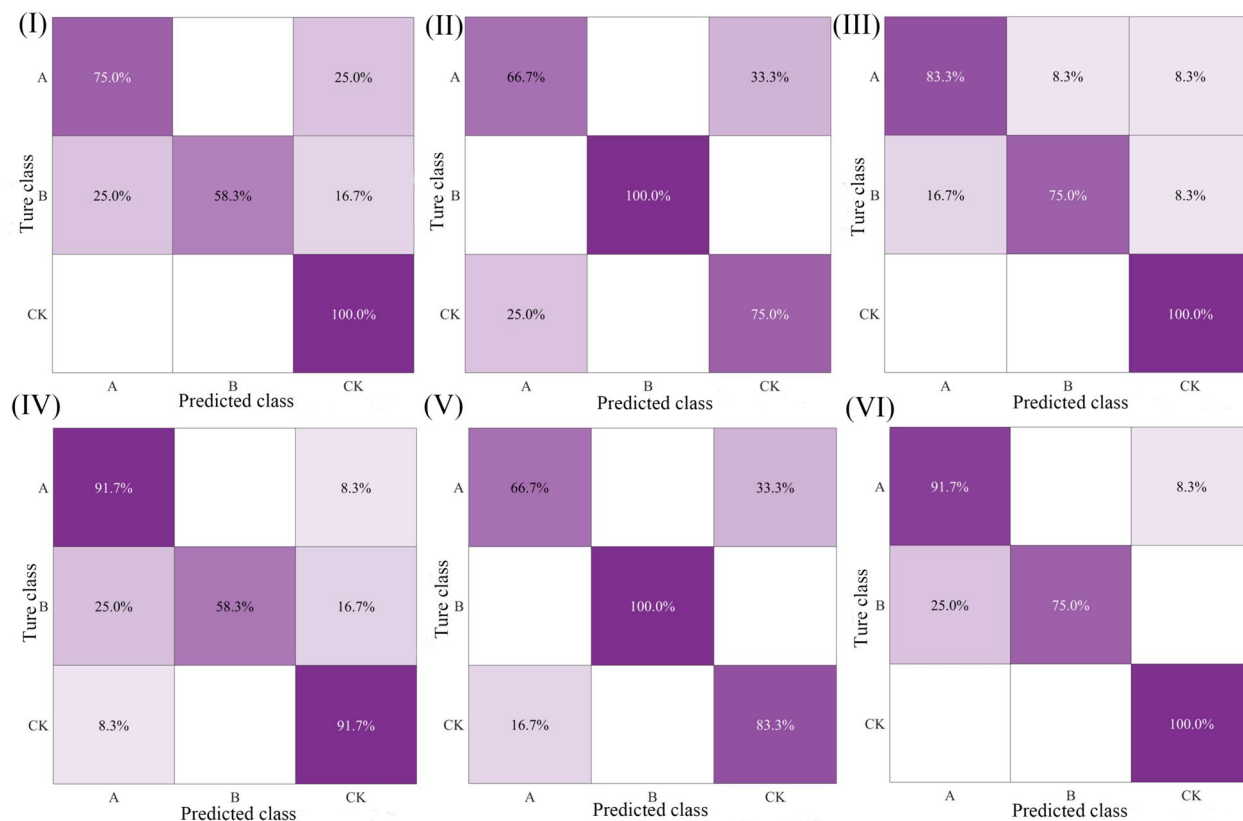 (I)
(II)
(III)
A
75.0%
25.0%
A
66.7%
33.3%
A
83.3%
8.3%
8.3%
Ture class
B
25.0%
58.3%
16.7%
Ture class
B
100.0%
Ture class
B
16.7%
75.0%
8.3%
CK
100.0%
CK
25.0%
75.0%
CK
100.0%
A
B
CK
A
B
CK
A
B
CK
Predicted class
Predicted class
Predicted class
(IV)
(V)
(VI)
A
91.7%
8.3%
A
66.7%
33.3%
A
91.7%
8.3%
Ture class
B
25.0%
58.3%
16.7%
Ture class
B
100.0%
Ture class
B
25.0%
75.0%
CK
8.3%
91.7%
CK
16.7%
83.3%
CK
100.0%
A
B
CK
A
B
CK
A
B
CK
Predicted class
Predicted class
Predicted class